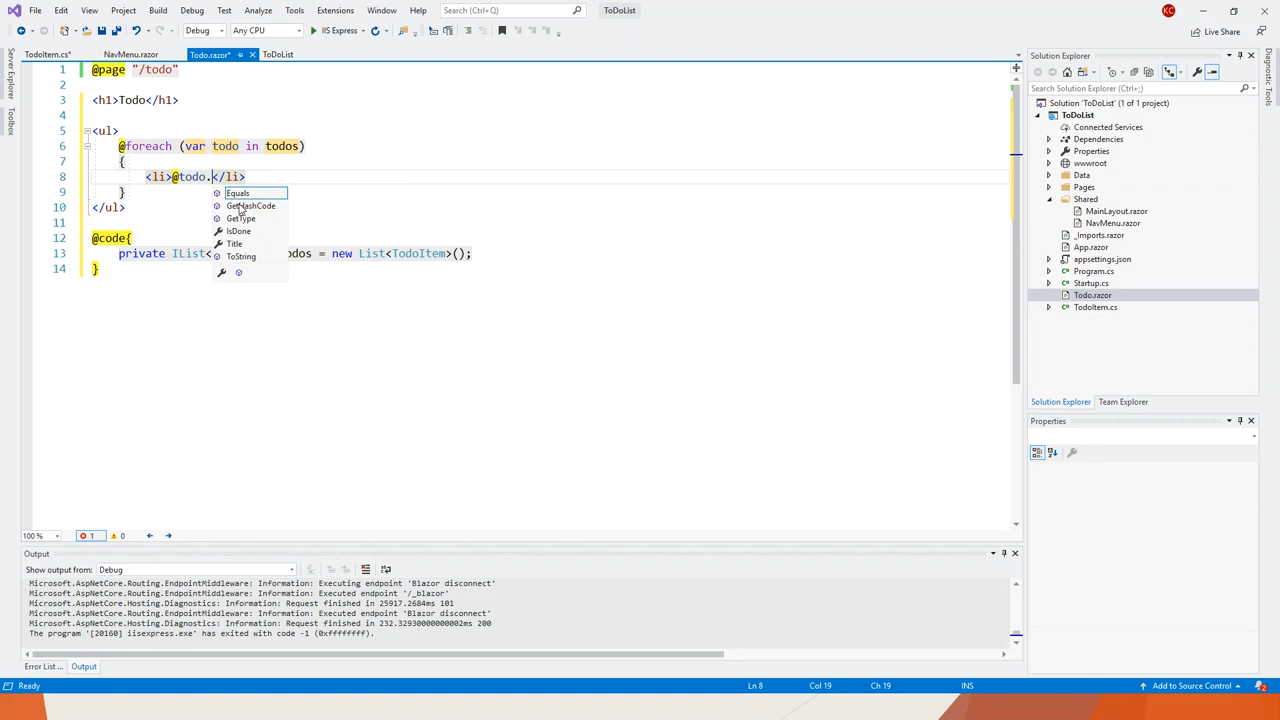 File Edit View Project Build Debug Test Analyze Tools Extensions Window Help Search (Ctrl+Q) ToDoList KC
Debug Any CPU IIS Express Live Share
TodoItem.cs* NavMenu.razor Todo.razor* ToDoList
Server Explorer
Toolbox
1 @page "/todo"
2
3 <h1>Todo</h1>
4
5 <ul>
6 @foreach (var todo in todos)
7 {
8 <li>@todo.</li>
9 }
10 </ul>
11
12 @code{
13 private IList< odos = new List<TodoItem>();
14 }
Equals
GetHashCode
GetType
IsDone
Title
ToString
100 % 1 0
Output
Show output from: Debug
Microsoft.AspNetCore.Routing.EndpointMiddleware: Information: Executing endpoint 'Blazor disconnect'
Microsoft.AspNetCore.Routing.EndpointMiddleware: Information: Executed endpoint '/_blazor'
Microsoft.AspNetCore.Hosting.Diagnostics: Information: Request finished in 25917.2684ms 101
Microsoft.AspNetCore.Routing.EndpointMiddleware: Information: Executed endpoint 'Blazor disconnect'
Microsoft.AspNetCore.Hosting.Diagnostics: Information: Request finished in 232.32930000000002ms 200
The program '[20160] iisexpress.exe' has exited with code -1 (0xffffffff).
Error List ... Output
Solution Explorer
Search Solution Explorer (Ctrl+;)
Solution 'ToDoList' (1 of 1 project)
ToDoList
Connected Services
Dependencies
Properties
wwwroot
Data
Pages
Shared
MainLayout.razor
NavMenu.razor
_Imports.razor
App.razor
appsettings.json
Program.cs
Startup.cs
Todo.razor
TodoItem.cs
Solution Explorer Team Explorer
Properties
Diagnostic Tools
Ready Ln 8 Col 19 Ch 19 INS Add to Source Control 2